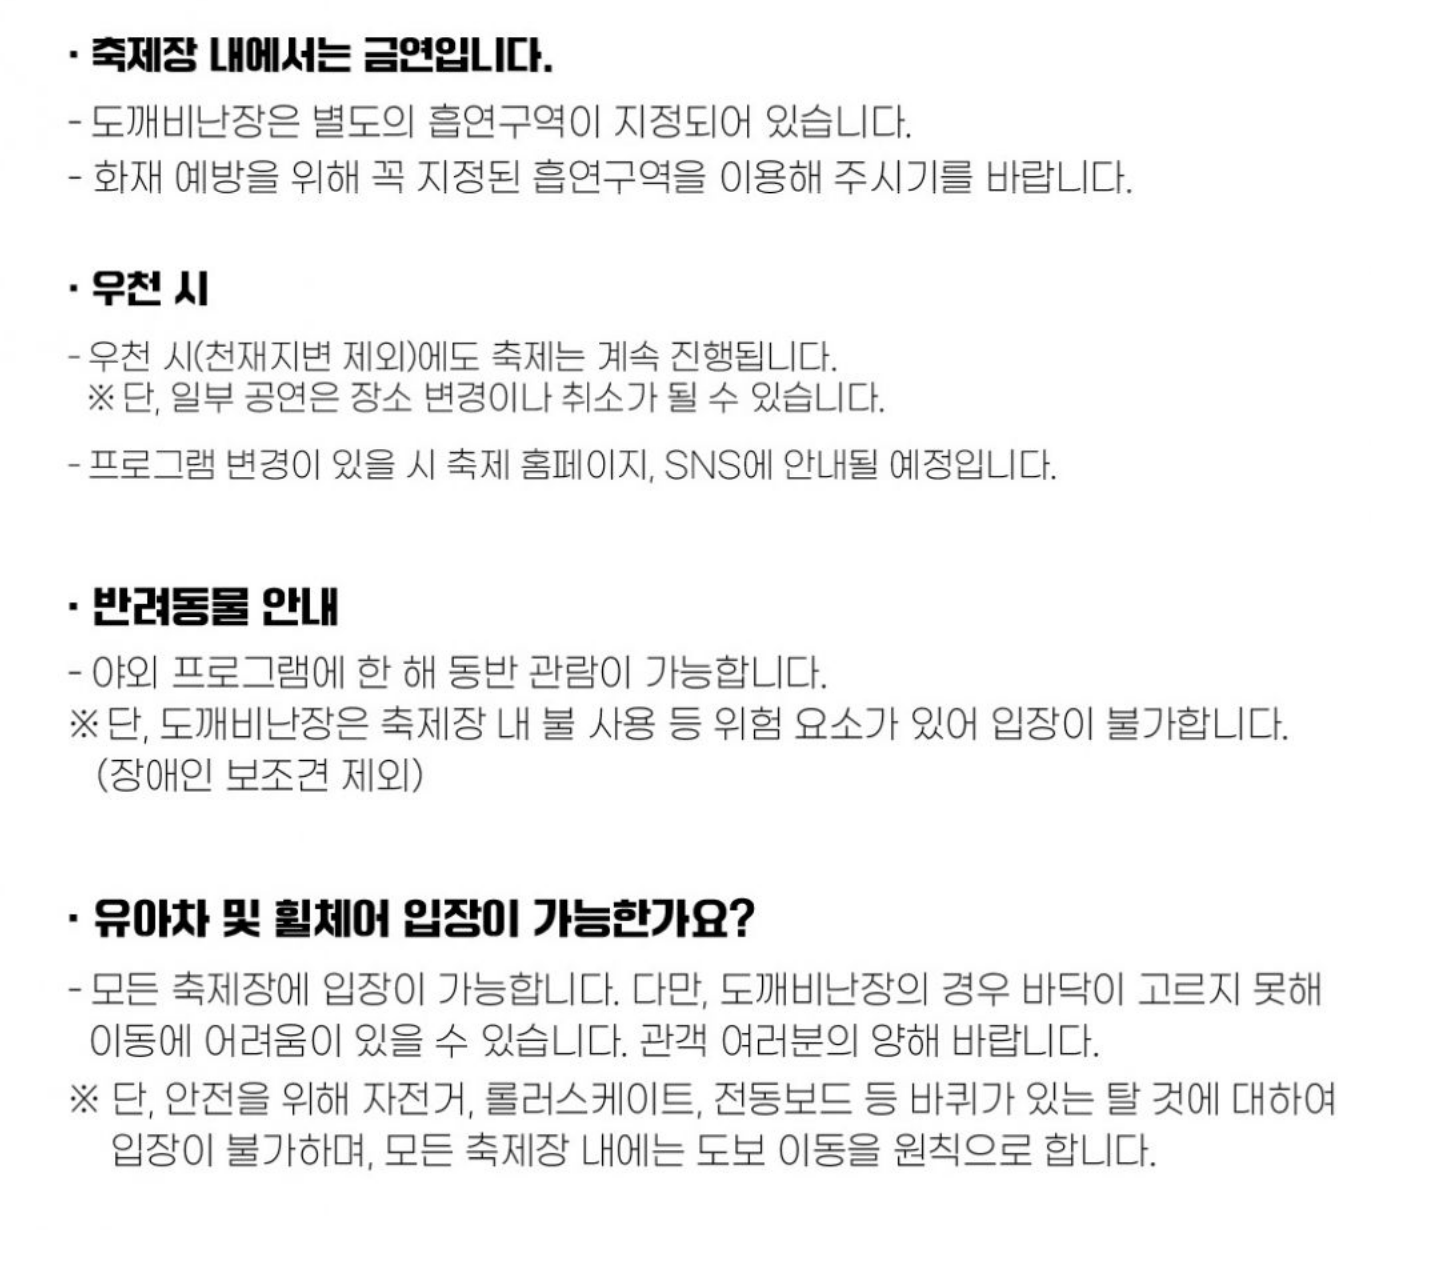 · 축제장 내에서는 금연입니다.
- 도깨비난장은 별도의 흡연구역이 지정되어 있습니다.
- 화재 예방을 위해 꼭 지정된 흡연구역을 이용해 주시기를 바랍니다.
· 우천 시
- 우천 시(천재지변 제외)에도 축제는 계속 진행됩니다.
※ 단, 일부 공연은 장소 변경이나 취소가 될 수 있습니다.
- 프로그램 변경이 있을 시 축제 홈페이지, SNS에 안내될 예정입니다.
· 반려동물 안내
- 야외 프로그램에 한 해 동반 관람이 가능합니다.
※ 단, 도깨비난장은 축제장 내 불 사용 등 위험 요소가 있어 입장이 불가합니다.
(장애인 보조견 제외)
· 유아차 및 휠체어 입장이 가능한가요?
- 모든 축제장에 입장이 가능합니다. 다만, 도깨비난장의 경우 바닥이 고르지 못해
이동에 어려움이 있을 수 있습니다. 관객 여러분의 양해 바랍니다.
※ 단, 안전을 위해 자전거, 롤러스케이트, 전동보드 등 바퀴가 있는 탈 것에 대하여
입장이 불가하며, 모든 축제장 내에는 도보 이동을 원칙으로 합니다.